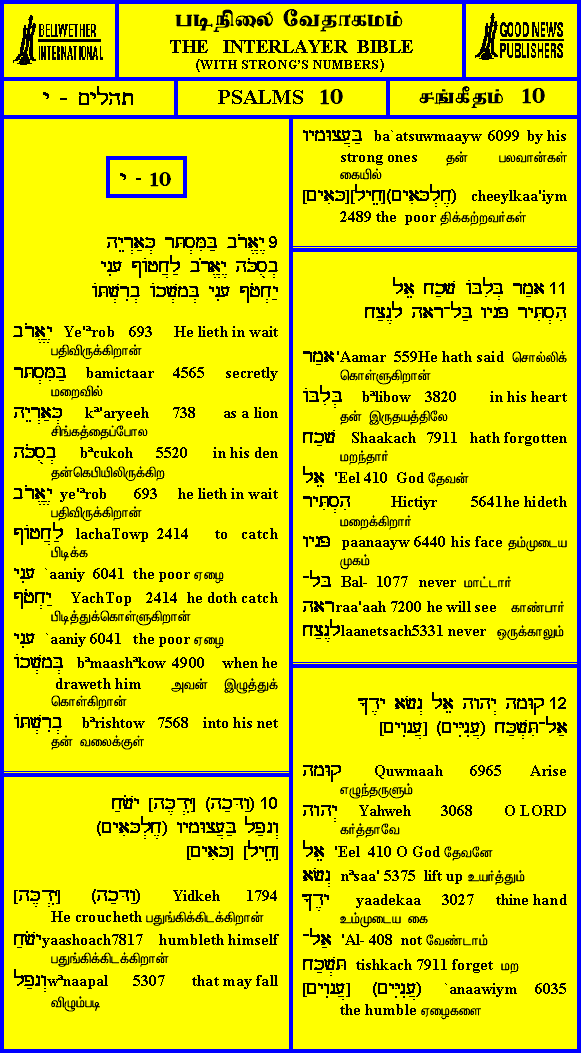 BELLWETHER
INTERNATIONAL
படிநிலை வேதாகமம்
THE INTERLAYER BIBLE
(WITH STRONG'S NUMBERS)
GOOD NEWS
PUBLISHERS
תהלים - י
PSALMS 10
சங்கீதம் 10
י - 10
9 יֶאֱרֹב בַּמִּסְתָּר כְּאַרְיֵה
בְסֻכֹּה יֶאֱרֹב לַחֲטוֹף עָנִי
יַחְטֹף עָנִי בְּמָשְׁכוֹ בְרִשְׁתּוֹ
יֶאֱרֹב Ye'ᵃrob 693 He lieth in wait
பதிவிருக்கிறான்
בַּמִּסְתָּר bamictaar 4565 secretly
மறைவில்
כְּאַרְיֵה kᵃ'aryeeh 738 as a lion
சிங்கத்தைப்போல
בְסֻכֹּה bᵃcukoh 5520 in his den
தன்கெபியிலிருக்கிற
יֶאֱרֹב ye'ᵃrob 693 he lieth in wait
பதிவிருக்கிறான்
לַחֲטוֹף lachaTowp 2414 to catch
பிடிக்க
עָנִי `aaniy 6041 the poor ஏழை
יַחְטֹף YachTop 2414 he doth catch
பிடித்துக்கொள்ளுகிறான்
עָנִי `aaniy 6041 the poor ஏழை
בְּמָשְׁכוֹ bᵃmaashᵃkow 4900 when he
draweth him அவன் இழுத்துக்
கொள்கிறான்
בְרִשְׁתּוֹ bᵃrishtow 7568 into his net
தன் வலைக்குள்
10 (וְדָכָה) [יִדְכֶּה] יָשֹׁחַ
וְנָפַל בַּעֲצוּמָיו (חֶלְכָּאִים)
[חֵיל] [כָּאִים]
[יִדְכֶּה] (וְדָכָה) Yidkeh 1794
He croucheth பதுங்கிக்கிடக்கிறான்
יָשֹׁחַ yaashoach7817 humbleth himself
பதுங்கிக்கிடக்கிறான்
וְנָפַל wᵃnaapal 5307 that may fall
விழும்படி
בַּעֲצוּמָיו ba`atsuwmaayw 6099 by his
strong ones தன் பலவான்கள்
கையில்
(חֶלְכָּאִים)[חֵיל][כָּאִים] cheeylkaa'iym
2489 the poor திக்கற்றவர்கள்
11 אָמַר בְּלִבּוֹ שָׁכַח אֵל
הִסְתִּיר פָּנָיו בַּל־רָאָה לָנֶצַח
אָמַר 'Aamar 559He hath said சொல்லிக்
கொள்ளுகிறான்
בְּלִבּוֹ bᵃlibow 3820 in his heart
தன் இருதயத்திலே
שָׁכַח Shaakach 7911 hath forgotten
மறந்தார்
אֵל 'Eel 410 God தேவன்
הִסְתִּיר Hictiyr 5641he hideth
மறைக்கிறார்
פָּנָיו paanaayw 6440 his face தம்முடைய
முகம்
בַּל־ Bal- 1077 never மாட்டார்
רָאָה raa'aah 7200 he will see காண்பார்
לָנֶצַח laanetsach5331 never ஒருக்காலும்
12 קוּמָה יְהוָה אֵל נְשָׂא יָדֶךָ
אַל־תִּשְׁכַּח (עֲנִיִּים) [עֲנָוִים]
קוּמָה Quwmaah 6965 Arise
எழுந்தருளும்
יְהוָה Yahweh 3068 O LORD
கர்த்தாவே
אֵל 'Eel 410 O God தேவனே
נְשָׂא nᵃsaa' 5375 lift up உயர்த்தும்
יָדֶךָ yaadekaa 3027 thine hand
உம்முடைய கை
אַל־ 'Al- 408 not வேண்டாம்
תִּשְׁכַּח tishkach 7911 forget மற
[עֲנָוִים] (עֲנִיִּים) `anaawiym 6035
the humble ஏழைகளை